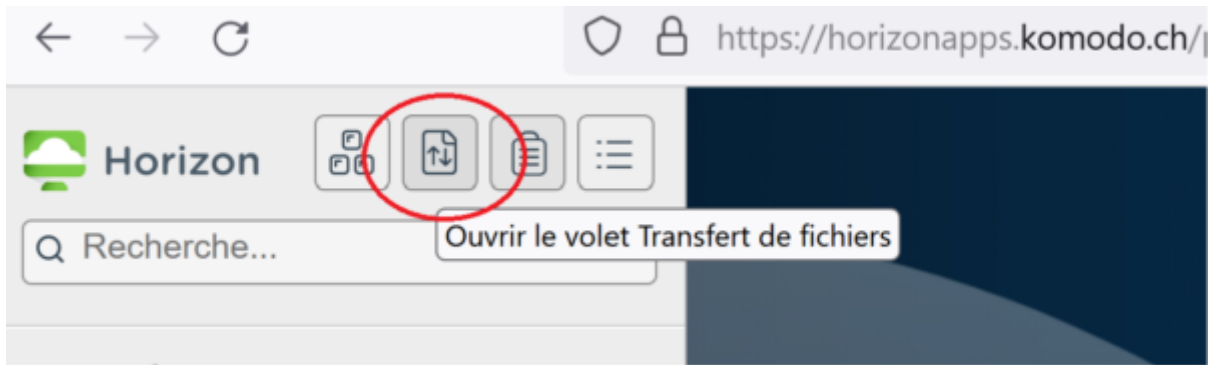 https://horizonapps.komodo.ch/
Horizon
Recherche...
Ouvrir le volet Transfert de fichiers